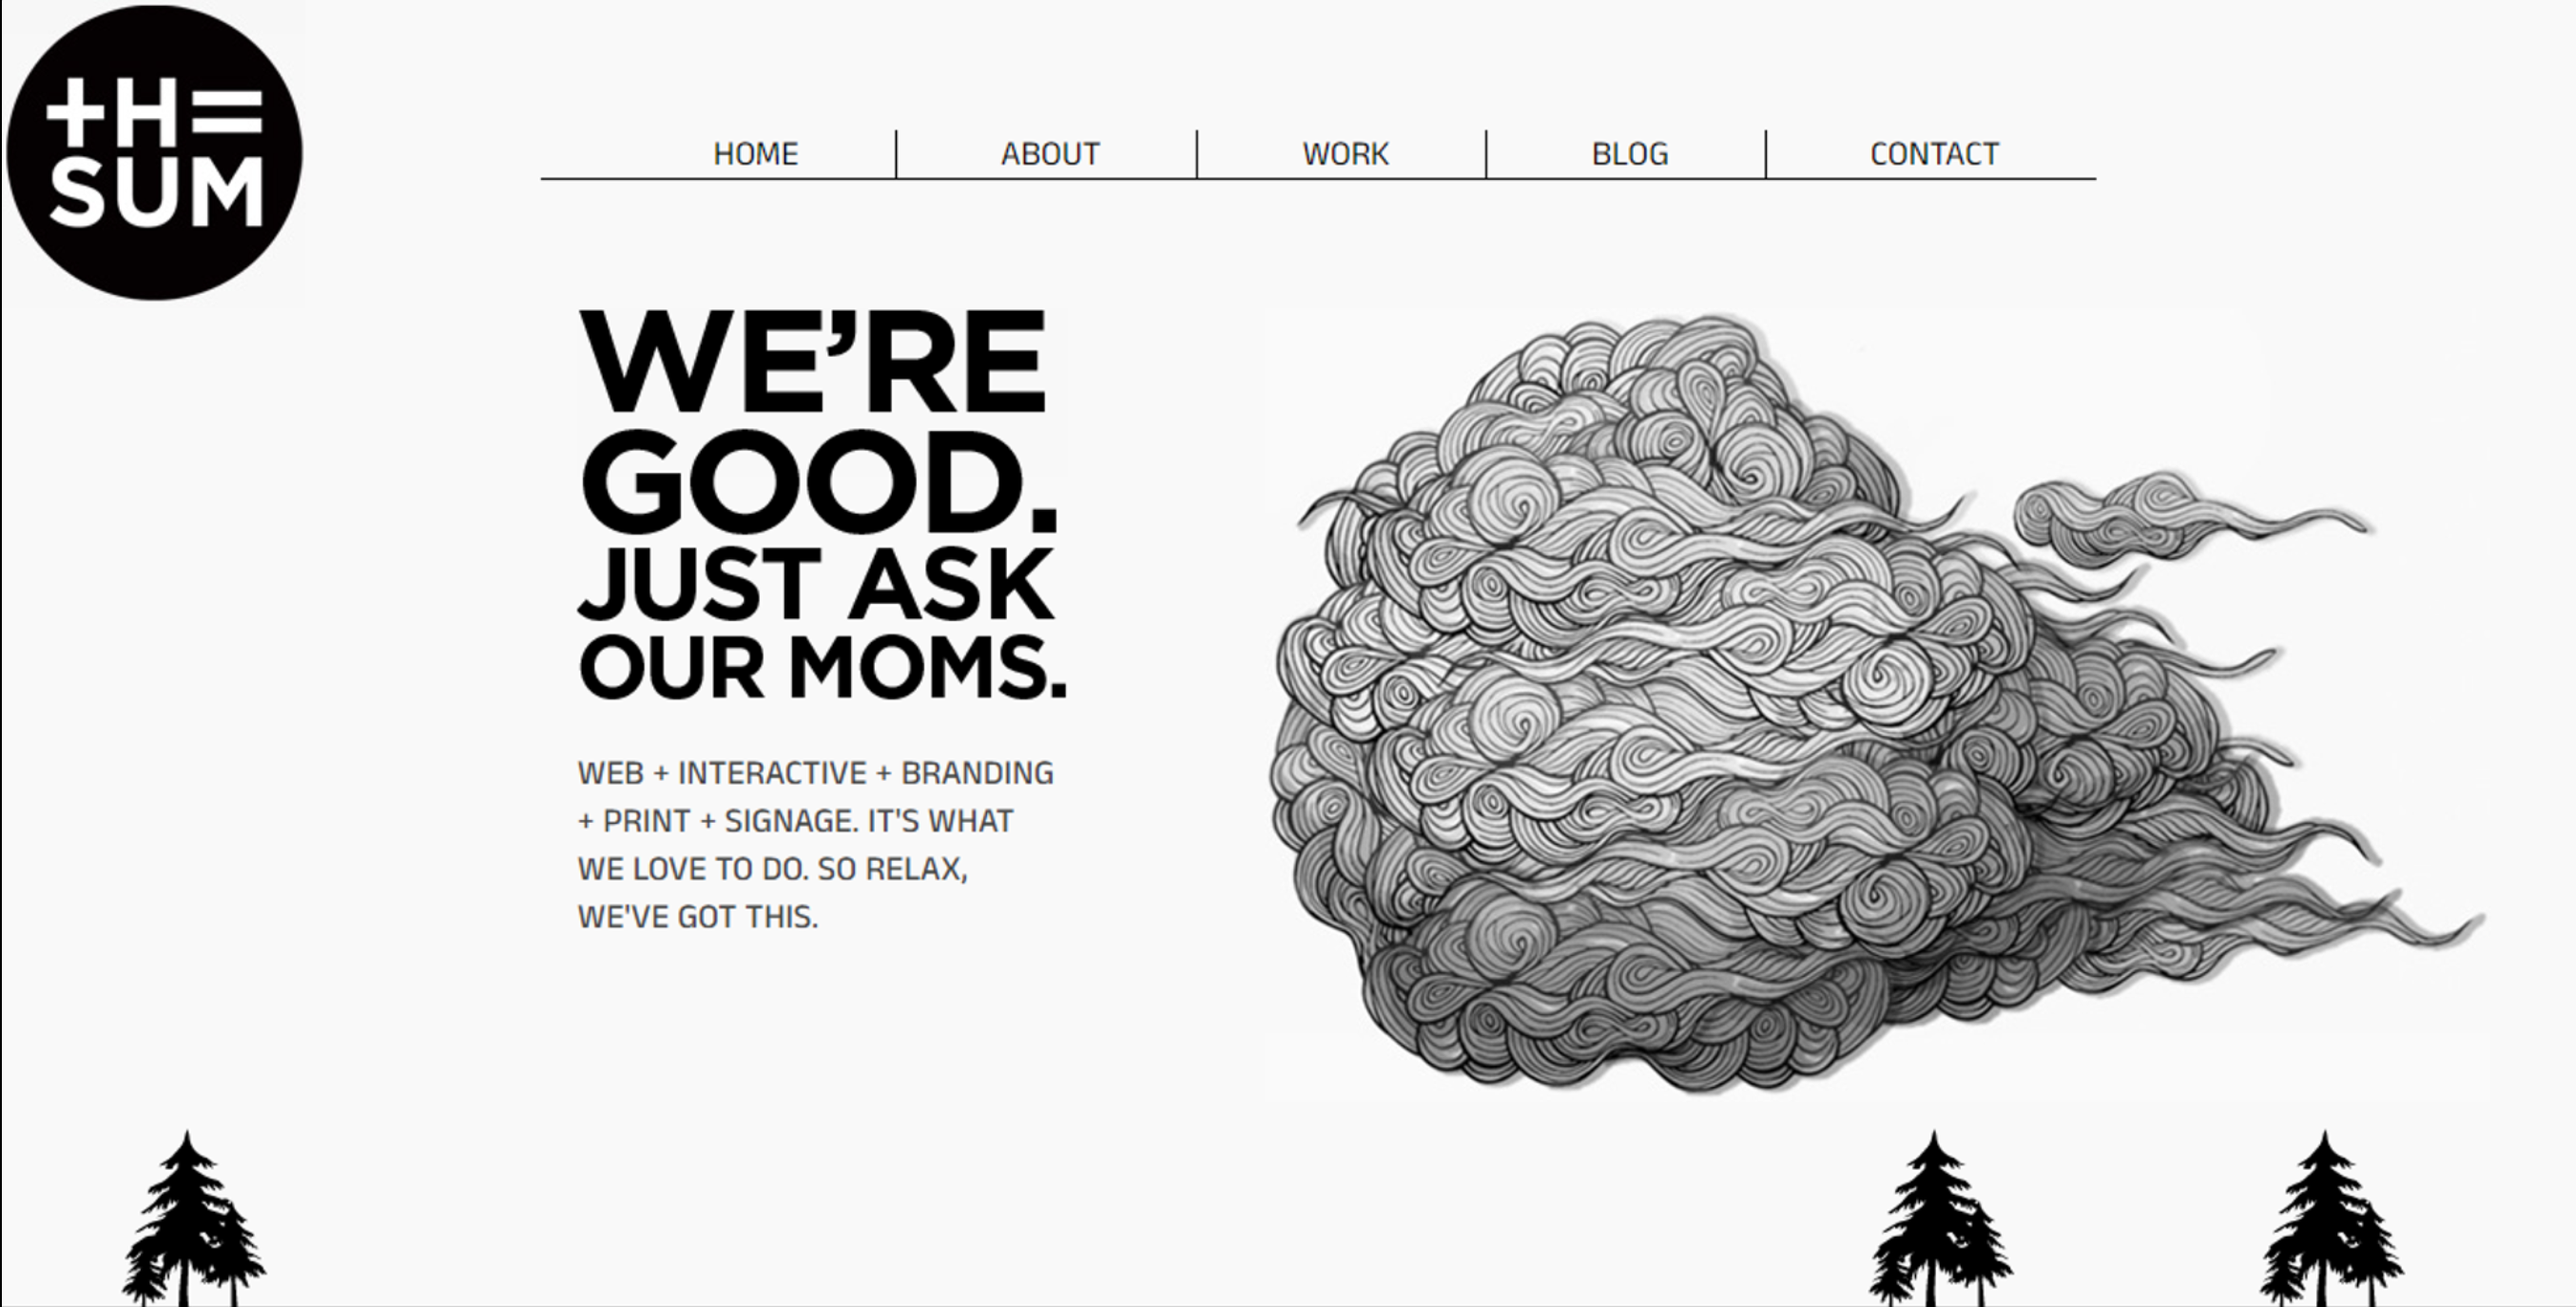 +H=
SUM
HOME
ABOUT
WORK
BLOG
CONTACT
WE’RE
GOOD.
JUST ASK
OUR MOMS.
WEB + INTERACTIVE + BRANDING
+ PRINT + SIGNAGE. IT'S WHAT
WE LOVE TO DO. SO RELAX,
WE'VE GOT THIS.